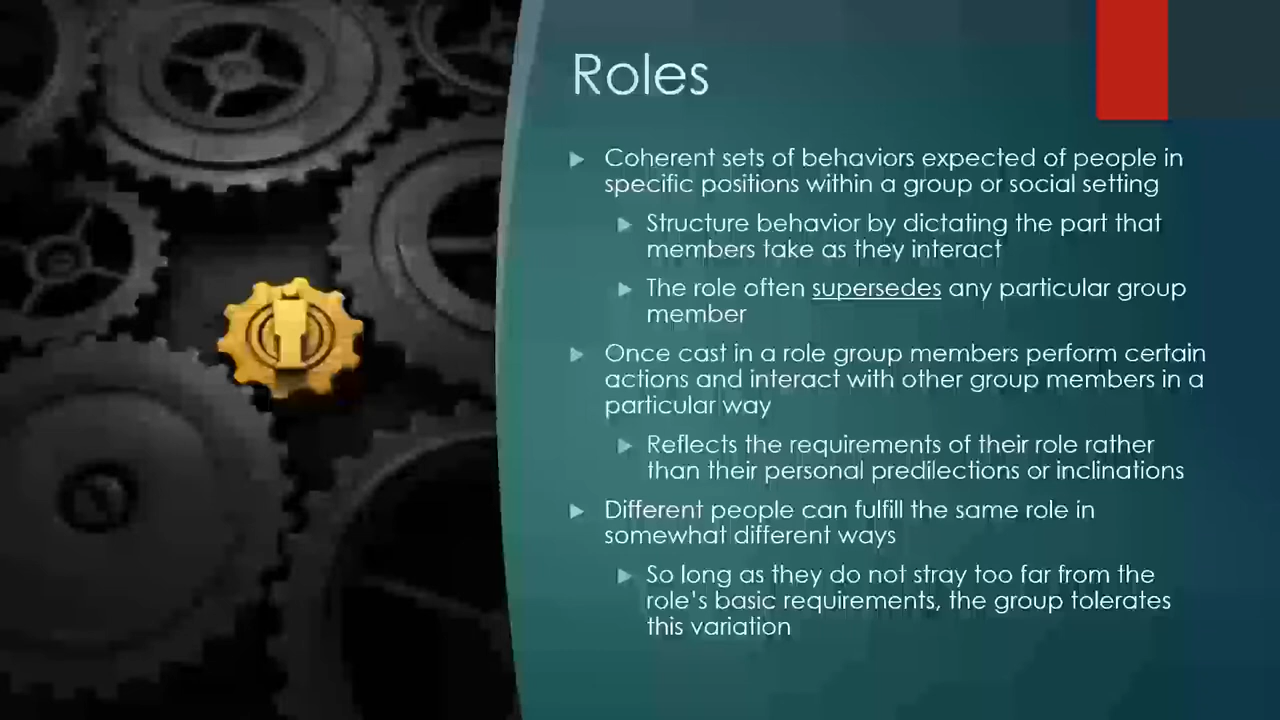 Roles
Coherent sets of behaviors expected of people in
specific positions within a group or social setting
Structure behavior by dictating the part that
members take as they interact
The role often supersedes any particular group
member
Once cast in a role group members perform certain
actions and interact with other group members in a
particular way
Reflects the requirements of their role rather
than their personal predilections or inclinations
Different people can fulfill the same role in
somewhat different ways
So long as they do not stray too far from the
role's basic requirements, the group tolerates
this variation